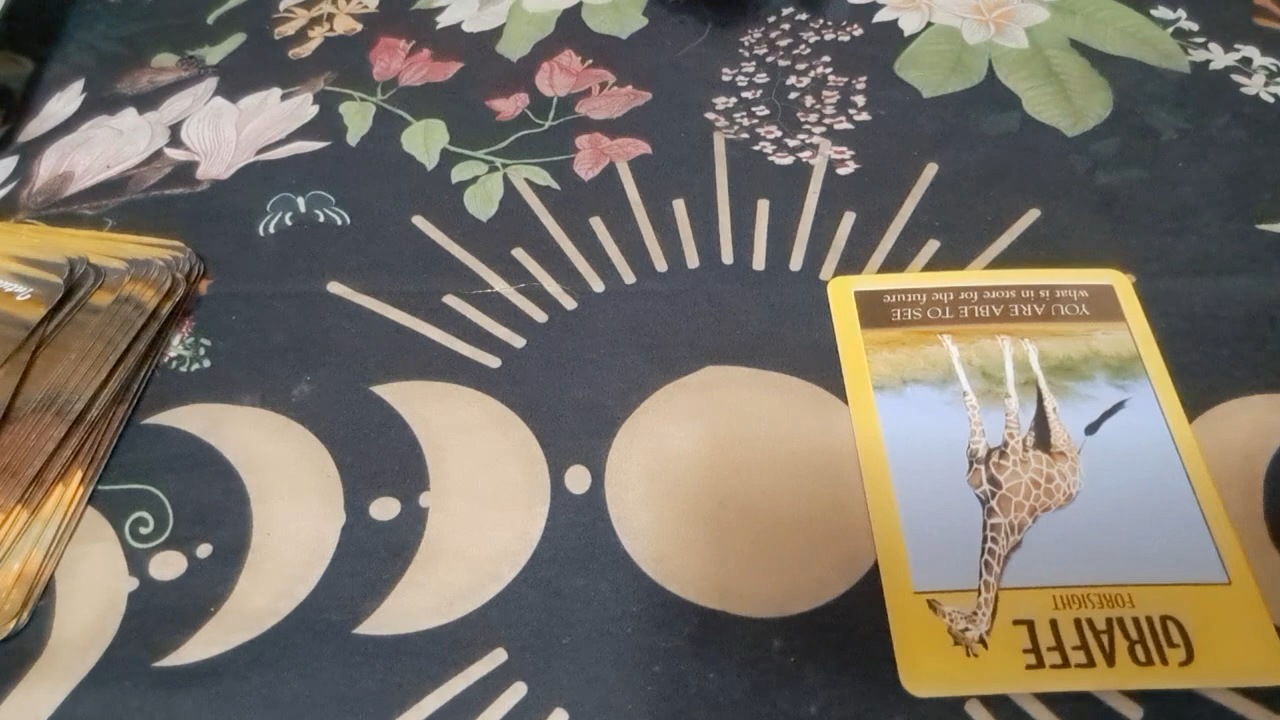 GIRAFFE
FORESIGHT
YOU ARE ABLE TO SEE
what is in store for the future